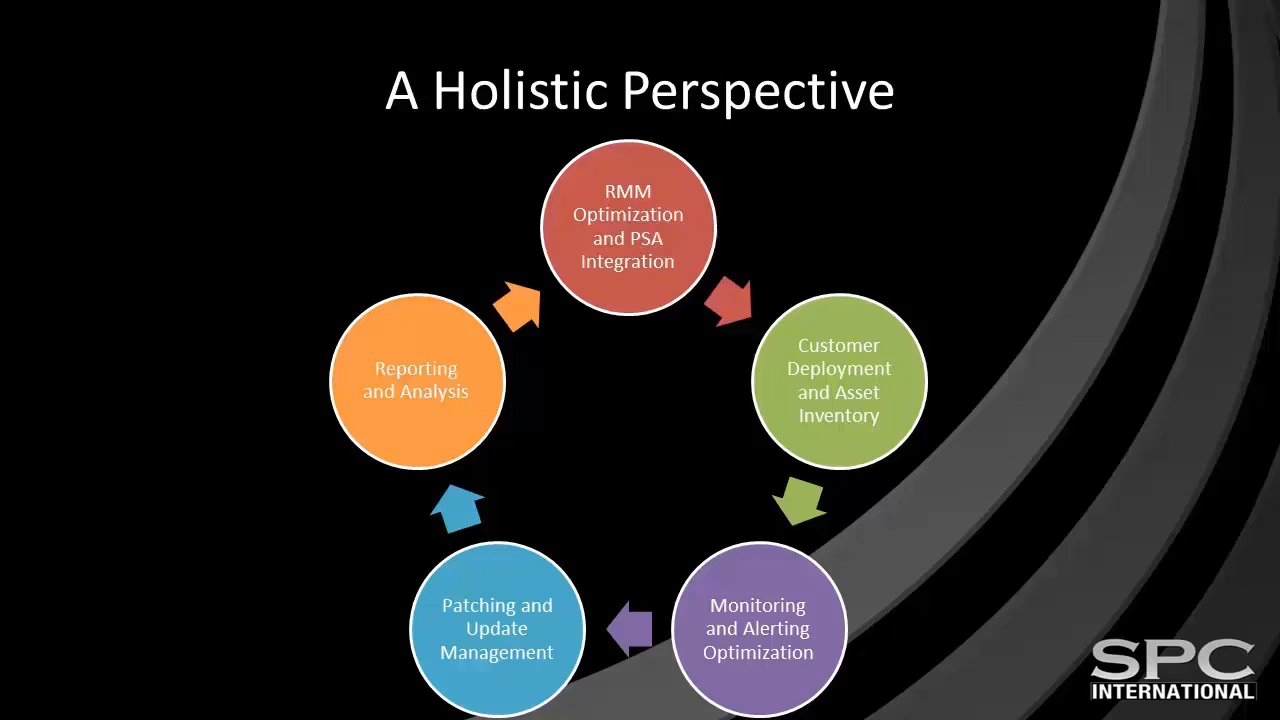 A Holistic Perspective
RMM
Optimization
and PSA
Integration
Customer
Deployment
and Asset
Inventory
Monitoring
and Alerting
Optimization
Patching and
Update
Management
Reporting
and Analysis
SPC
INTERNATIONAL